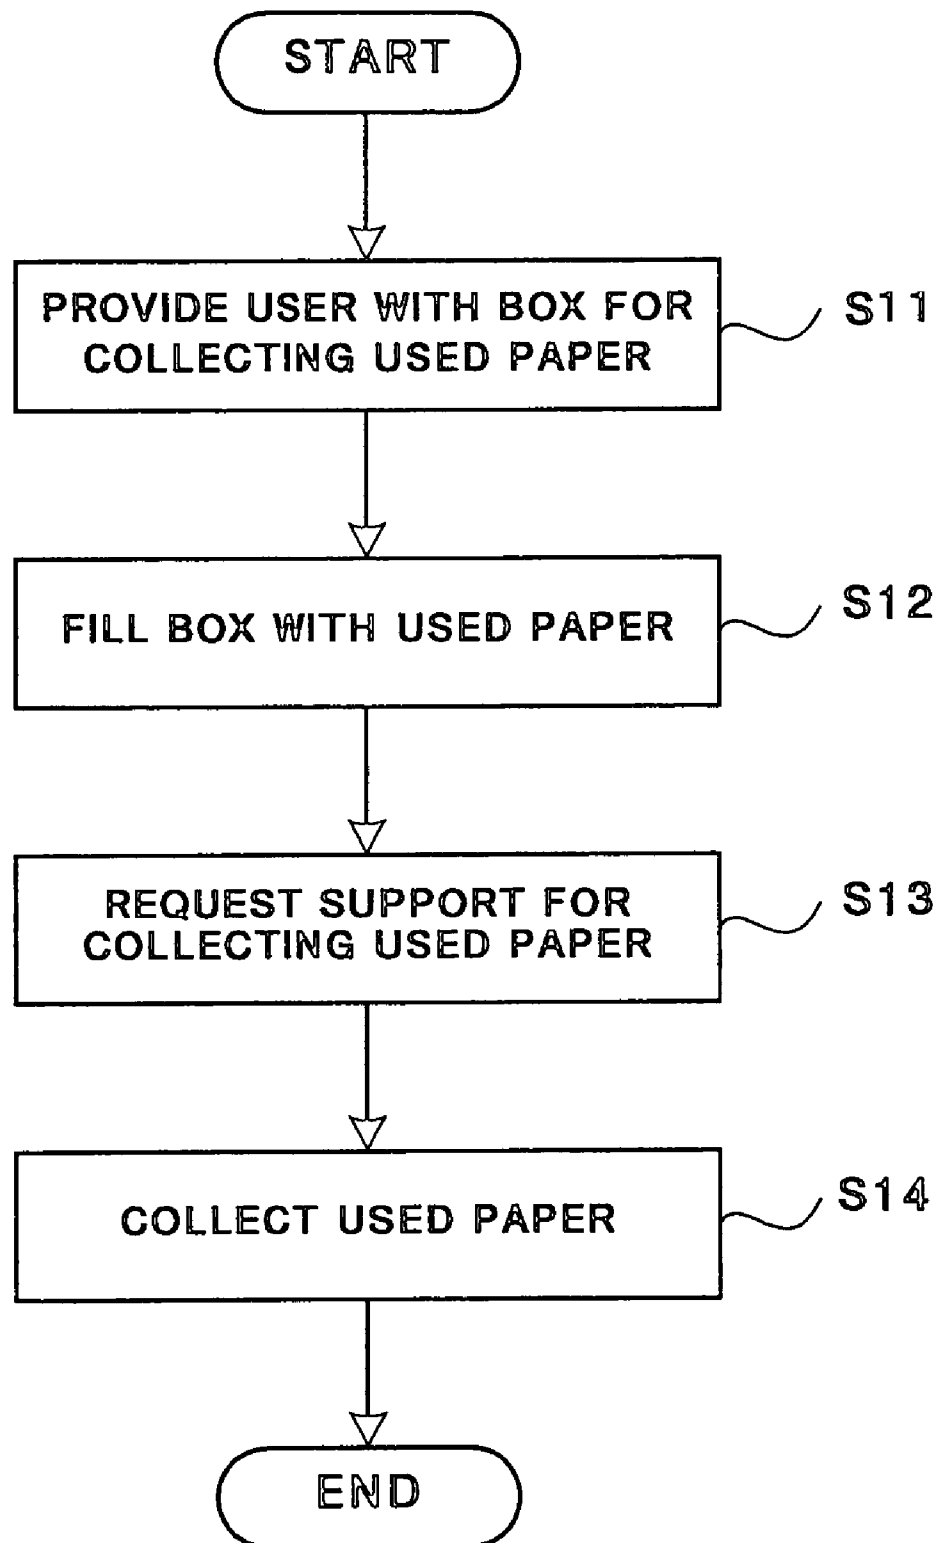 START
PROVIDE USER WITH BOX FOR
COLLECTING USED PAPER
S11
FILL BOX WITH USED PAPER
S12
REQUEST SUPPORT FOR
COLLECTING USED PAPER
S13
COLLECT USED PAPER
S14
END